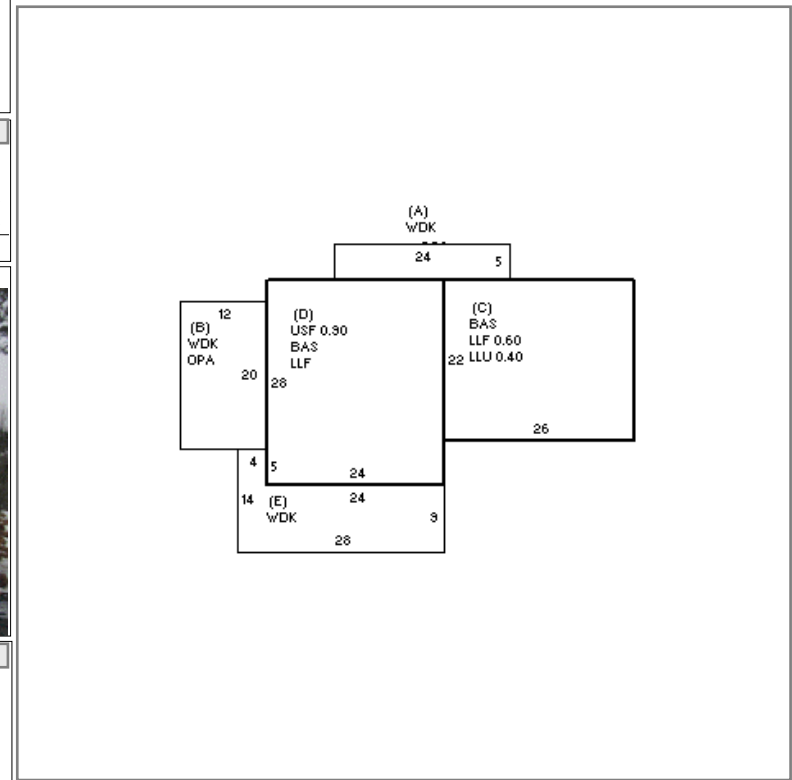 (A)
WDK
24
5
12
(B)
WDK
OPA
20
(D)
USF 0.90
BAS
LLF
28
(C)
BAS
LLF 0.60
LLU 0.40
22
26
4
5
24
14
(E)
WDK
24
9
28